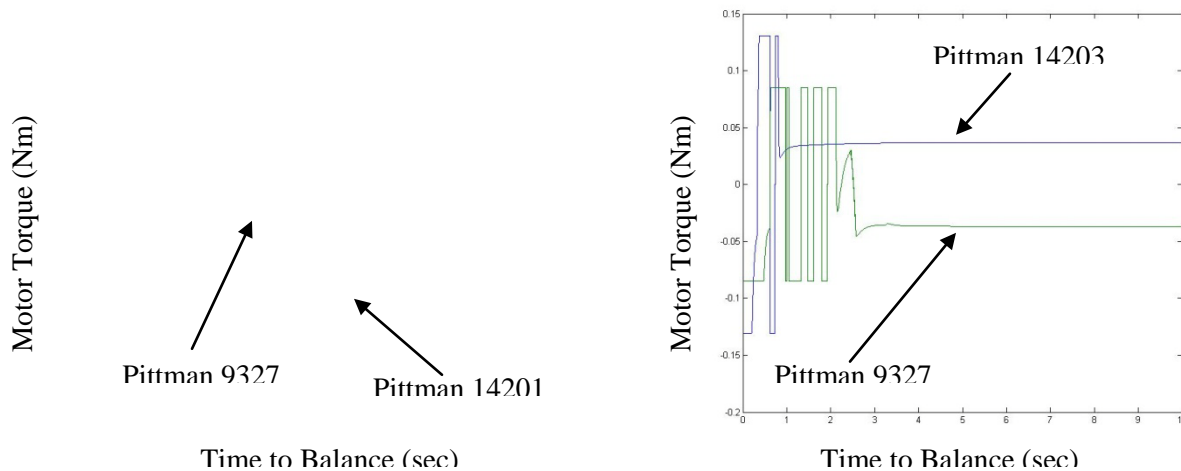 Motor Torque (Nm)
Pittman 9327
Pittman 14201
Time to Balance (sec)
Motor Torque (Nm)
0.15
0.1
0.05
0
-0.05
-0.1
-0.15
-0.2
Pittman 14203
Pittman 9327
0 1 2 3 4 5 6 7 8 9 10
Time to Balance (sec)